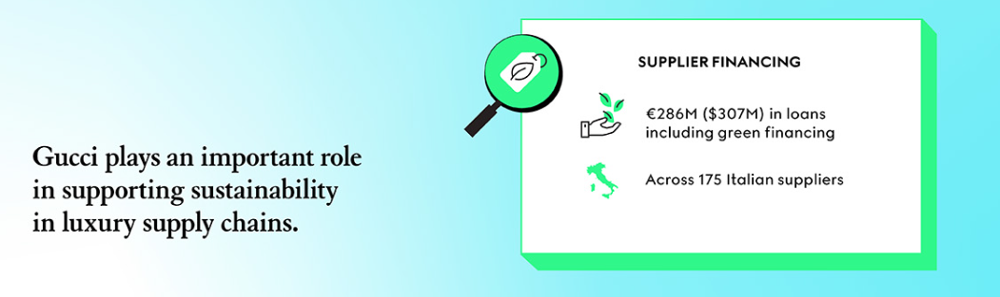 Gucci plays an important role
in supporting sustainability
in luxury supply chains.
SUPPLIER FINANCING
€286M ($307M) in loans
including green financing
Across 175 Italian suppliers